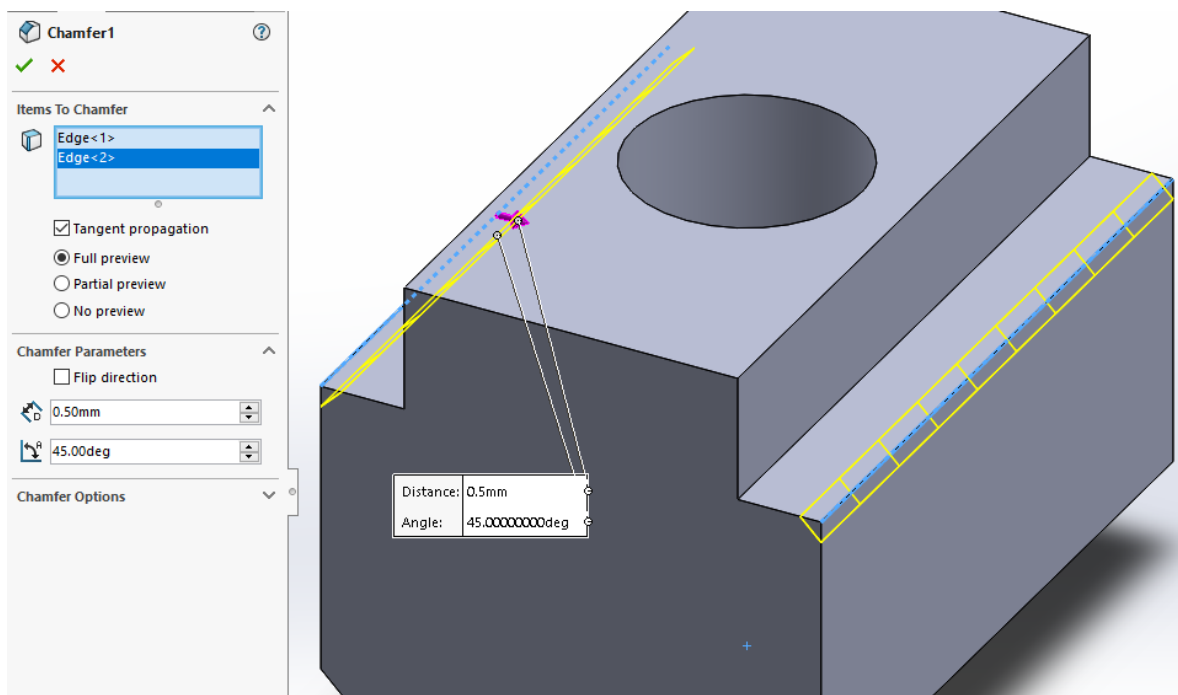 Chamfer1
Items To Chamfer
Edge<1>
Edge<2>
Tangent propagation
Full preview
Partial preview
No preview
Chamfer Parameters
Flip direction
D
0.50mm
A
45.00deg
Chamfer Options
Distance: 0.5mm
Angle: 45.00000000deg